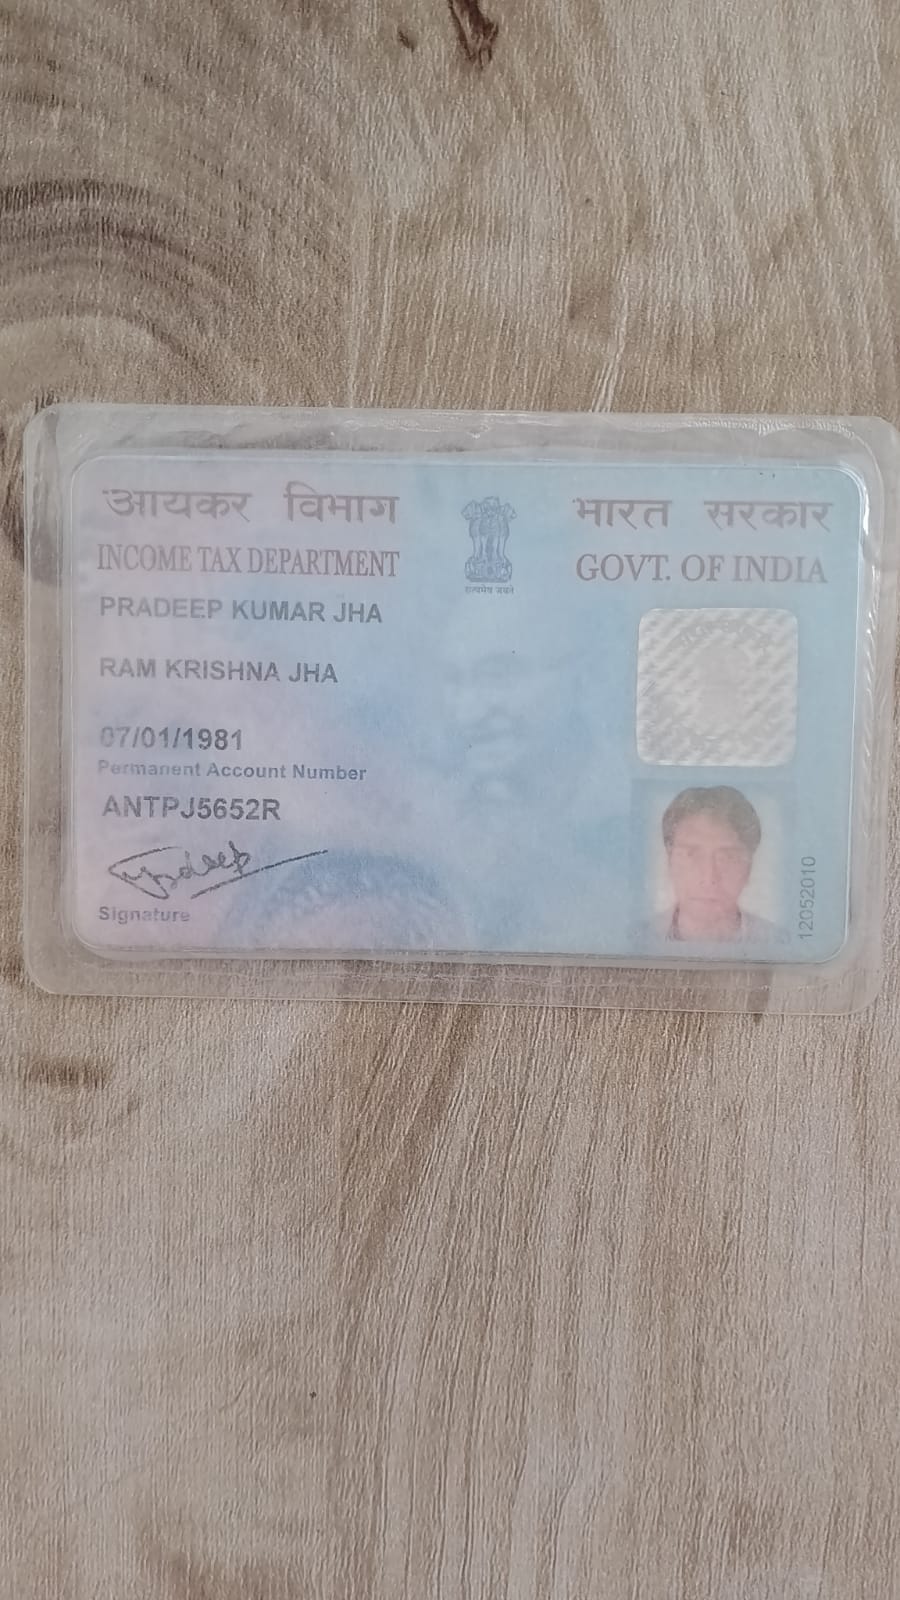 आयकर विभाग
INCOME TAX DEPARTMENT
सत्यमेव जयते
भारत सरकार
GOVT. OF INDIA
PRADEEP KUMAR JHA
RAM KRISHNA JHA
07/01/1981
Permanent Account Number
ANTPJ5652R
Pradeep
Signature
12052010